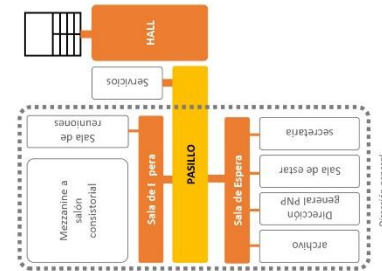 HALL
Servicios
Sala de
reuniones
Mezzanine a
salón
consistorial
Sala de E pera
PASILLO
Sala de Espera
secretaria
Sala de estar
Dirección
general PNP
archivo